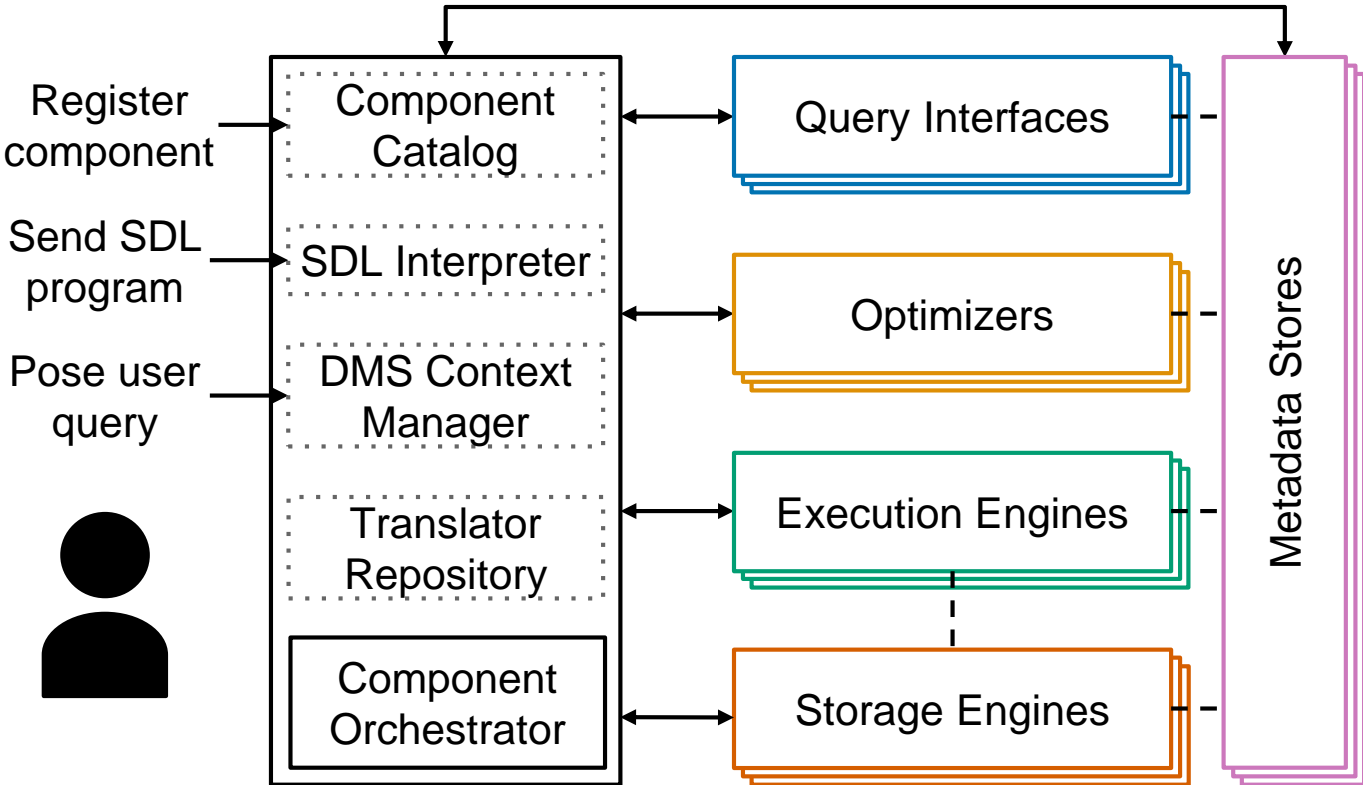 Register
component
Send SDL
program
Pose user
query
Component
Catalog
SDL Interpreter
DMS Context
Manager
Translator
Repository
Component
Orchestrator
Query Interfaces
Optimizers
Execution Engines
Storage Engines
Metadata Stores